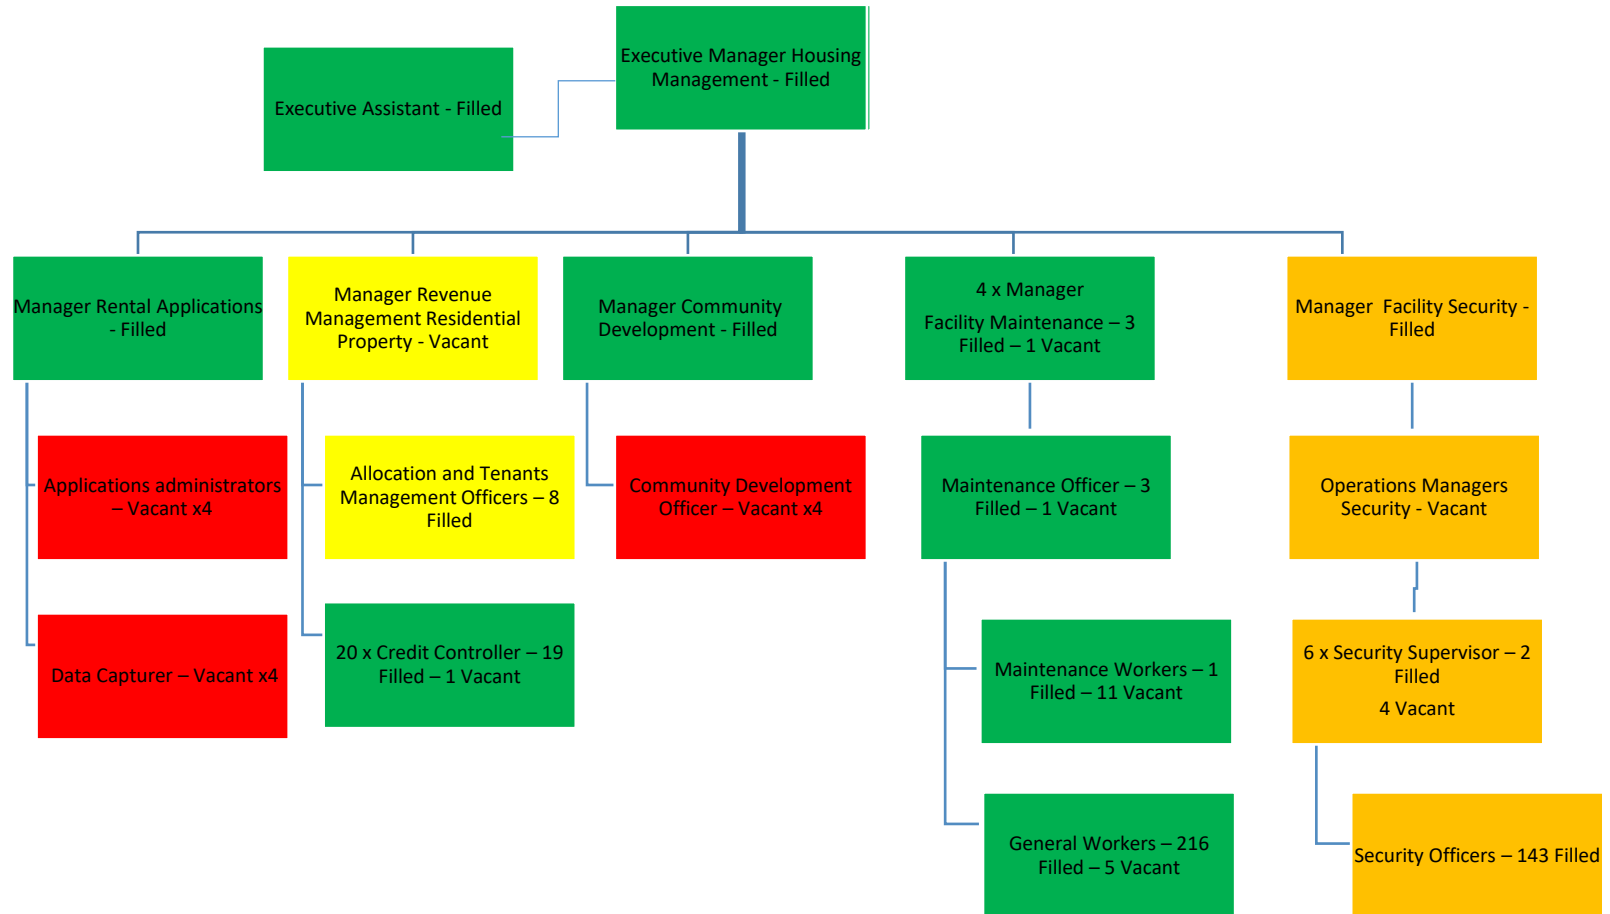 Executive Manager Housing
Management - Filled
Executive Assistant - Filled
Manager Rental Applications
- Filled
Manager Revenue
Management Residential
Property - Vacant
Manager Community
Development - Filled
4 x Manager
Facility Maintenance – 3
Filled – 1 Vacant
Manager  Facility Security -
Filled
Applications administrators
– Vacant x4
Allocation and Tenants
Management Officers – 8
Filled
Community Development
Officer – Vacant x4
Maintenance Officer – 3
Filled – 1 Vacant
Operations Managers
Security - Vacant
Data Capturer – Vacant x4
20 x Credit Controller – 19
Filled – 1 Vacant
Maintenance Workers – 1
Filled – 11 Vacant
6 x Security Supervisor – 2
Filled
4 Vacant
General Workers – 216
Filled – 5 Vacant
Security Officers – 143 Filled